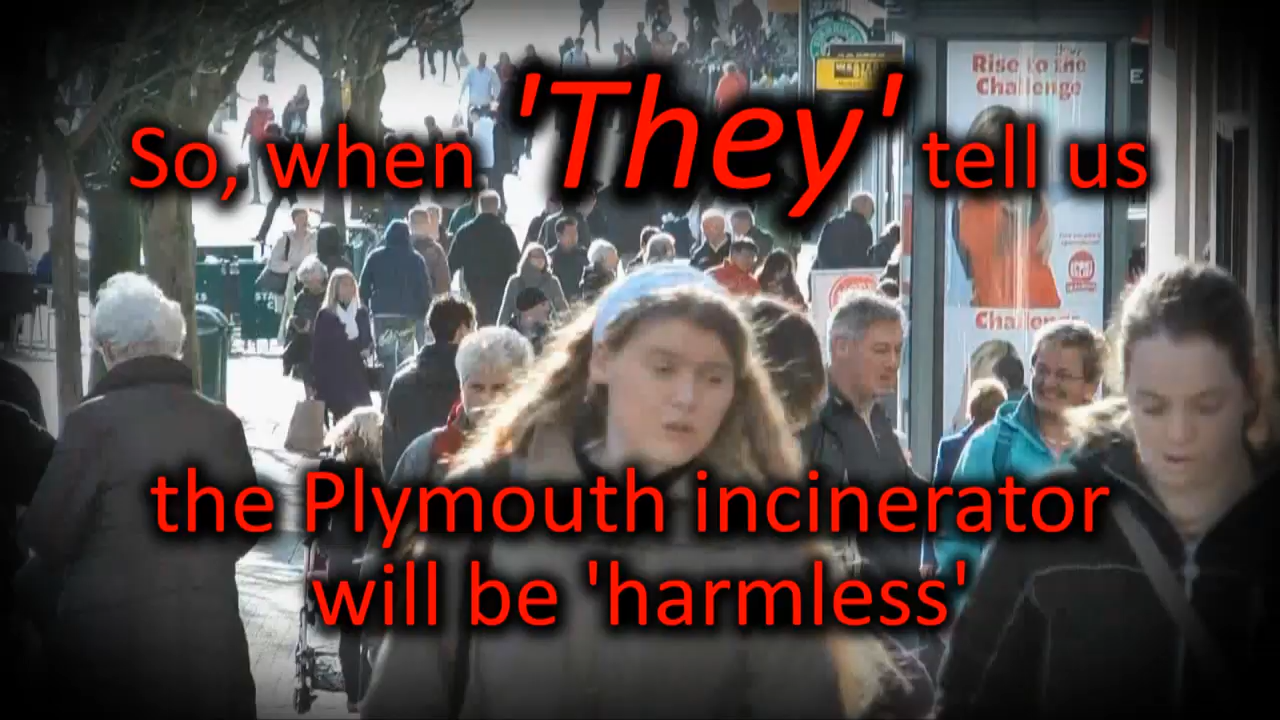 So, when 'They' tell us
the Plymouth incinerator
will be 'harmless'
Rise to the
Challenge
Challenge